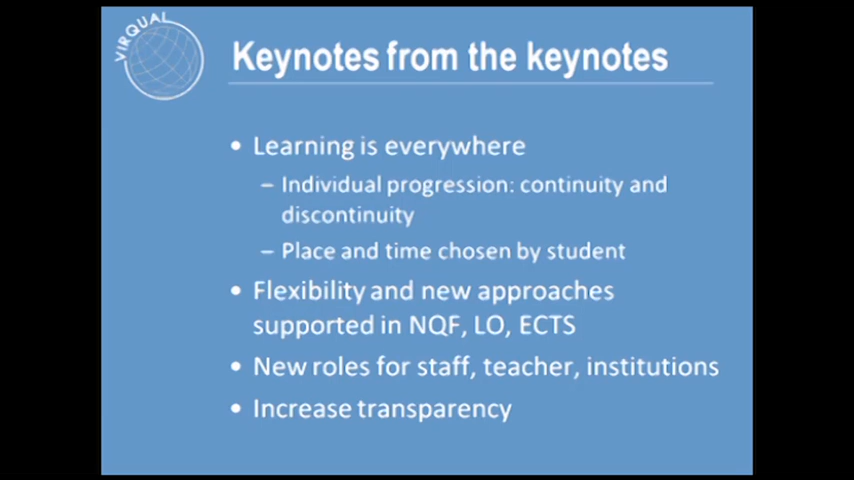 VIRQUAL
Keynotes from the keynotes
• Learning is everywhere
– Individual progression: continuity and
discontinuity
– Place and time chosen by student
• Flexibility and new approaches
supported in NQF, LO, ECTS
• New roles for staff, teacher, institutions
• Increase transparency